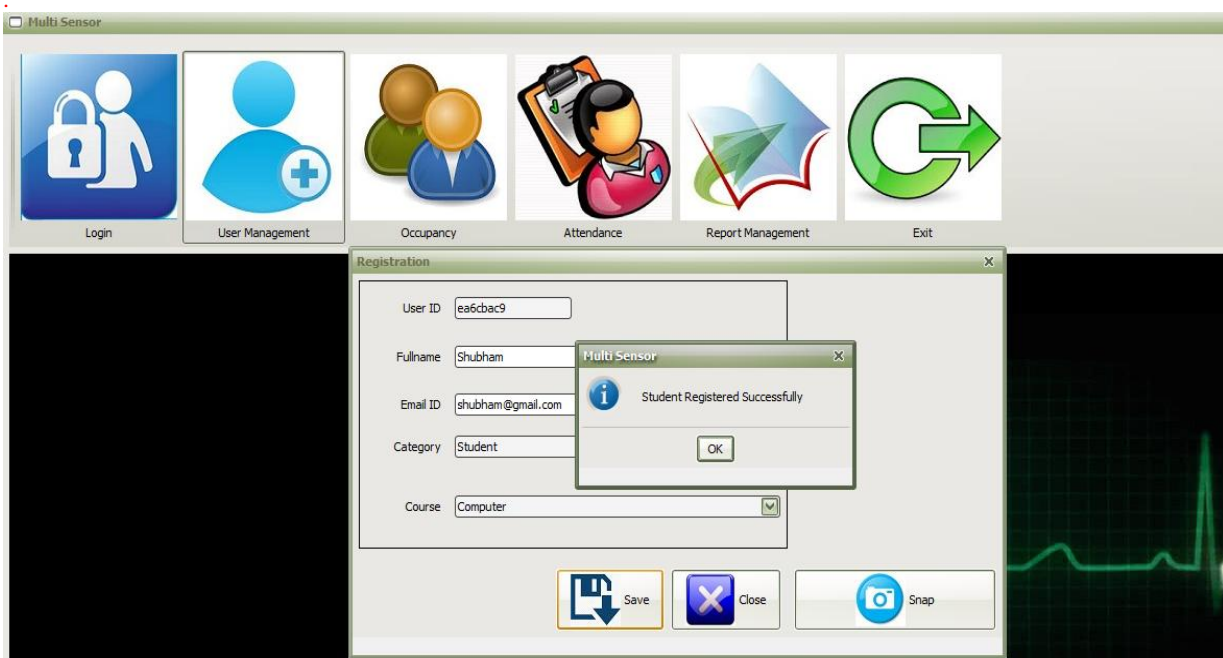 .
Multi Sensor
Login User Management Occupancy Attendance Report Management Exit
Registration
User ID ea6cbac9
Fullname Shubham
Email ID shubham@gmail.com
Category Student
Course Computer
Multi Sensor
Student Registered Successfully
OK
Save Close Snap